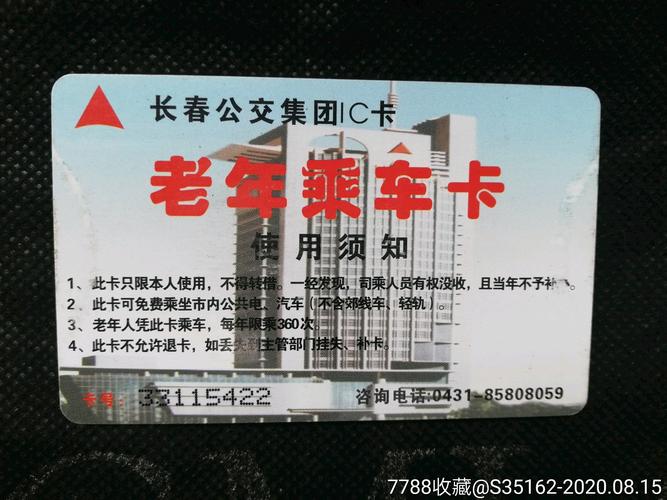 长春公交集团IC卡
老年乘车卡
使用须知
1、此卡只限本人使用，不得转借。一经发现，司乘人员有权没收，且当年不予补。
2、此卡可免费乘坐市内公共电、汽车（不含郊线车、轻轨）。
3、老年人凭此卡乘车，每年限乘360次
4、此卡不允许退卡，如丢失到主管部门挂失、补卡。
卡号：33115422
咨询电话:0431-85808059
7788收藏@S35162-2020.08.15